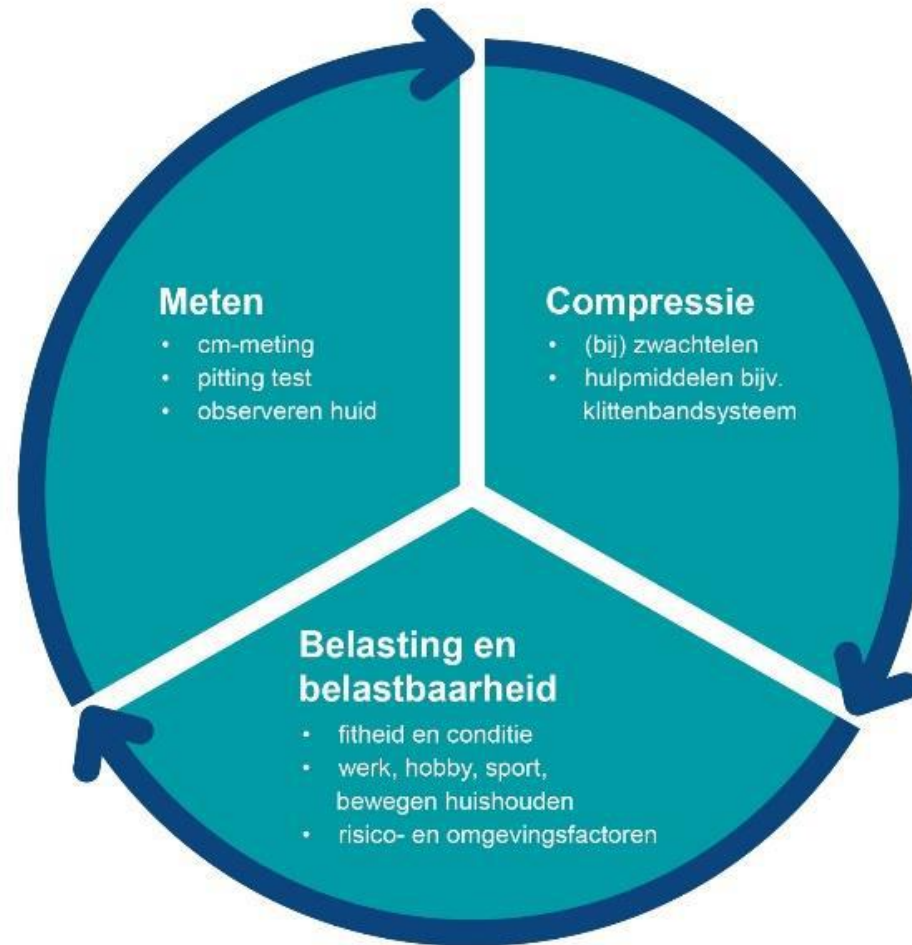 Meten
• cm-meting
• pitting test
• observeren huid
Compressie
• (bij) zwachtelen
• hulpmiddelen bijv.
klittenbandsysteem
Belasting en
belastbaarheid
• fitheid en conditie
• werk, hobby, sport,
bewegen huishouden
• risico- en omgevingsfactoren